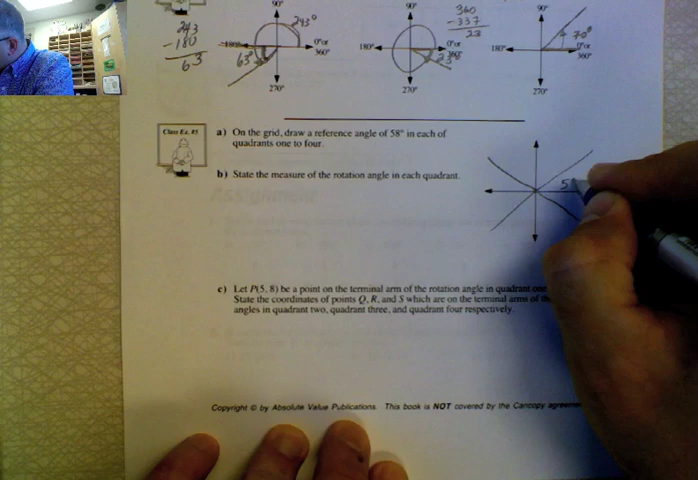 90°
243
-180
63
243°
180°
0° or
360°
63°
270°
90°
360
-337
23
180°
0° or
360°
23°
270°
90°
70°
180°
0° or
360°
270°
Class Ex. #5
a) On the grid, draw a reference angle of 58° in each of
quadrants one to four.
b) State the measure of the rotation angle in each quadrant.
5
c) Let P(5, 8) be a point on the terminal arm of the rotation angle in quadrant one
State the coordinates of points Q, R, and S which are on the terminal arms of the
angles in quadrant two, quadrant three, and quadrant four respectively.
Copyright © by Absolute Value Publications. This book is NOT covered by the Cancopy